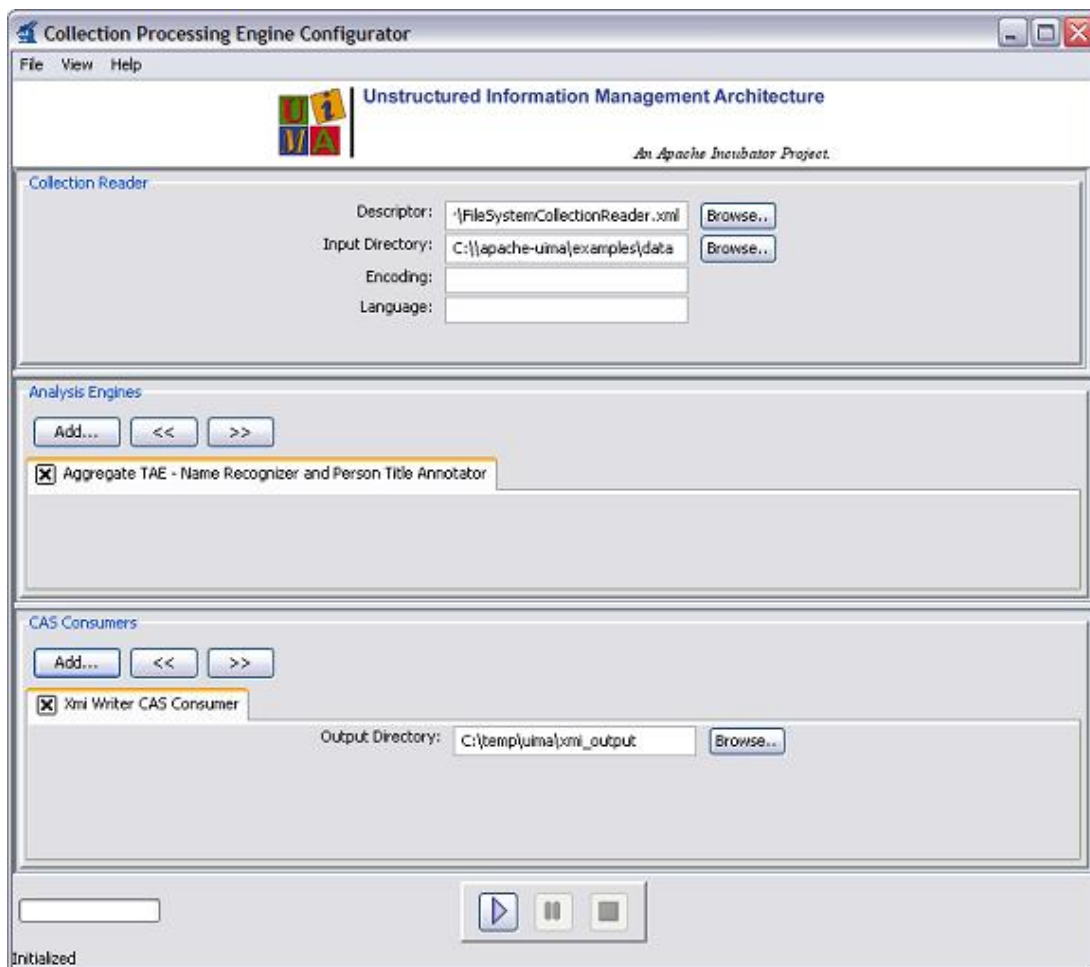 Collection Processing Engine Configurator
File View Help
UiMA
Unstructured Information Management Architecture
An Apache Incubator Project.
Collection Reader
Descriptor: \FileSystemCollectionReader.xml Browse..
Input Directory: C:\\apache-uima\examples\data Browse..
Encoding:
Language:
Analysis Engines
Add... << >>
Aggregate TAE - Name Recognizer and Person Title Annotator
CAS Consumers
Add... << >>
Xmi Writer CAS Consumer
Output Directory: C:\temp\uima\xmi_output Browse..
Initialized